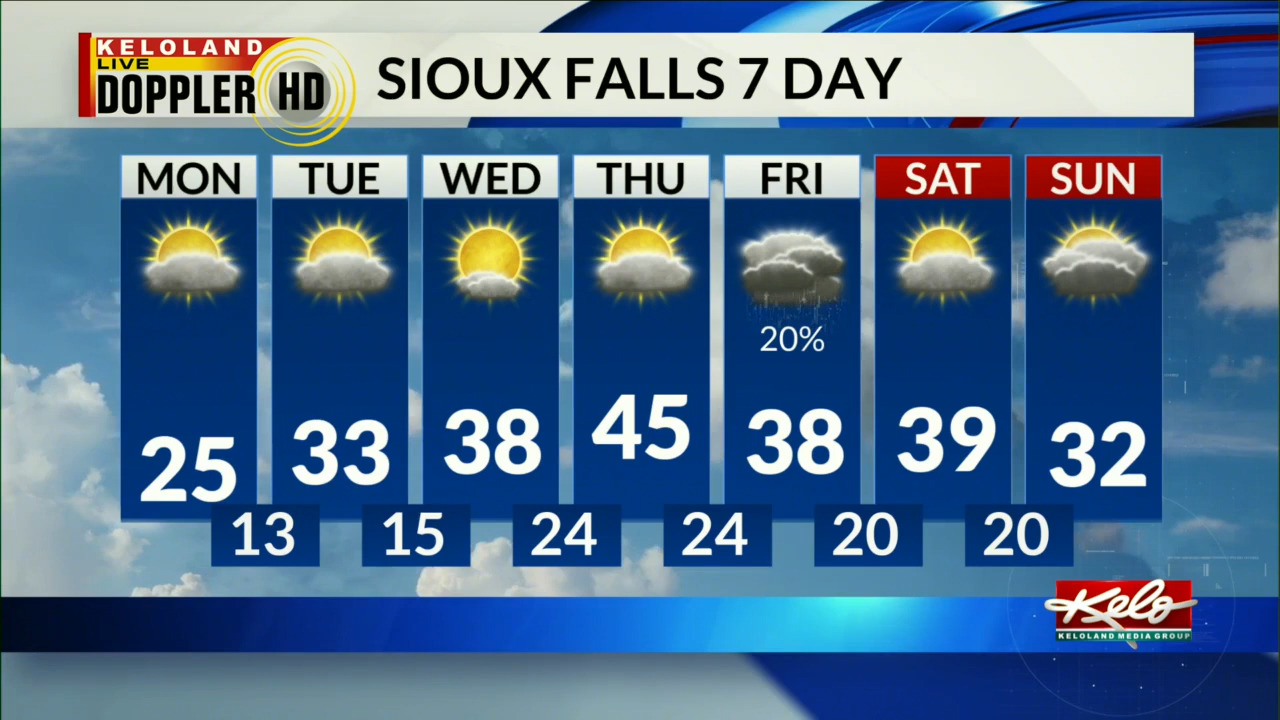 KELOLAND
LIVE
DOPPLER HD
SIOUX FALLS 7 DAY
MON TUE WED THU FRI SAT SUN
20%
25 33 38 45 38 39 32
13 15 24 24 20 20
Kelo
KELOLAND MEDIA GROUP